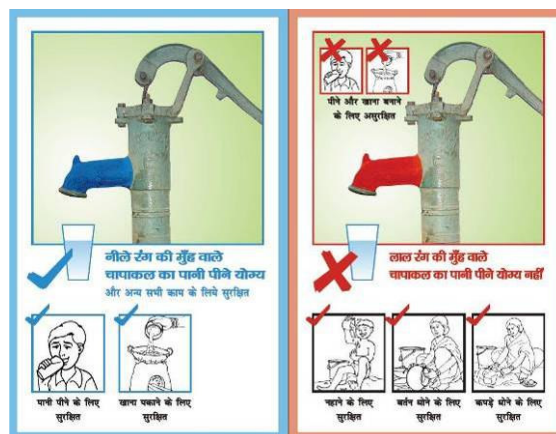 नीले रंग की मुँह वाले
चापाकल का पानी पीने योग्य
और अन्य सभी काम के लिये सुरक्षित
पानी पीने के लिए
सुरक्षित
खाना पकाने के लिए
सुरक्षित
पीने और खाना बनाने
के लिए असुरक्षित
लाल रंग की मुँह वाले
चापाकल का पानी पीने योग्य नहीं
नहाने के लिए
सुरक्षित
बर्तन धोने के लिए
सुरक्षित
कपड़े धोने के लिए
सुरक्षित